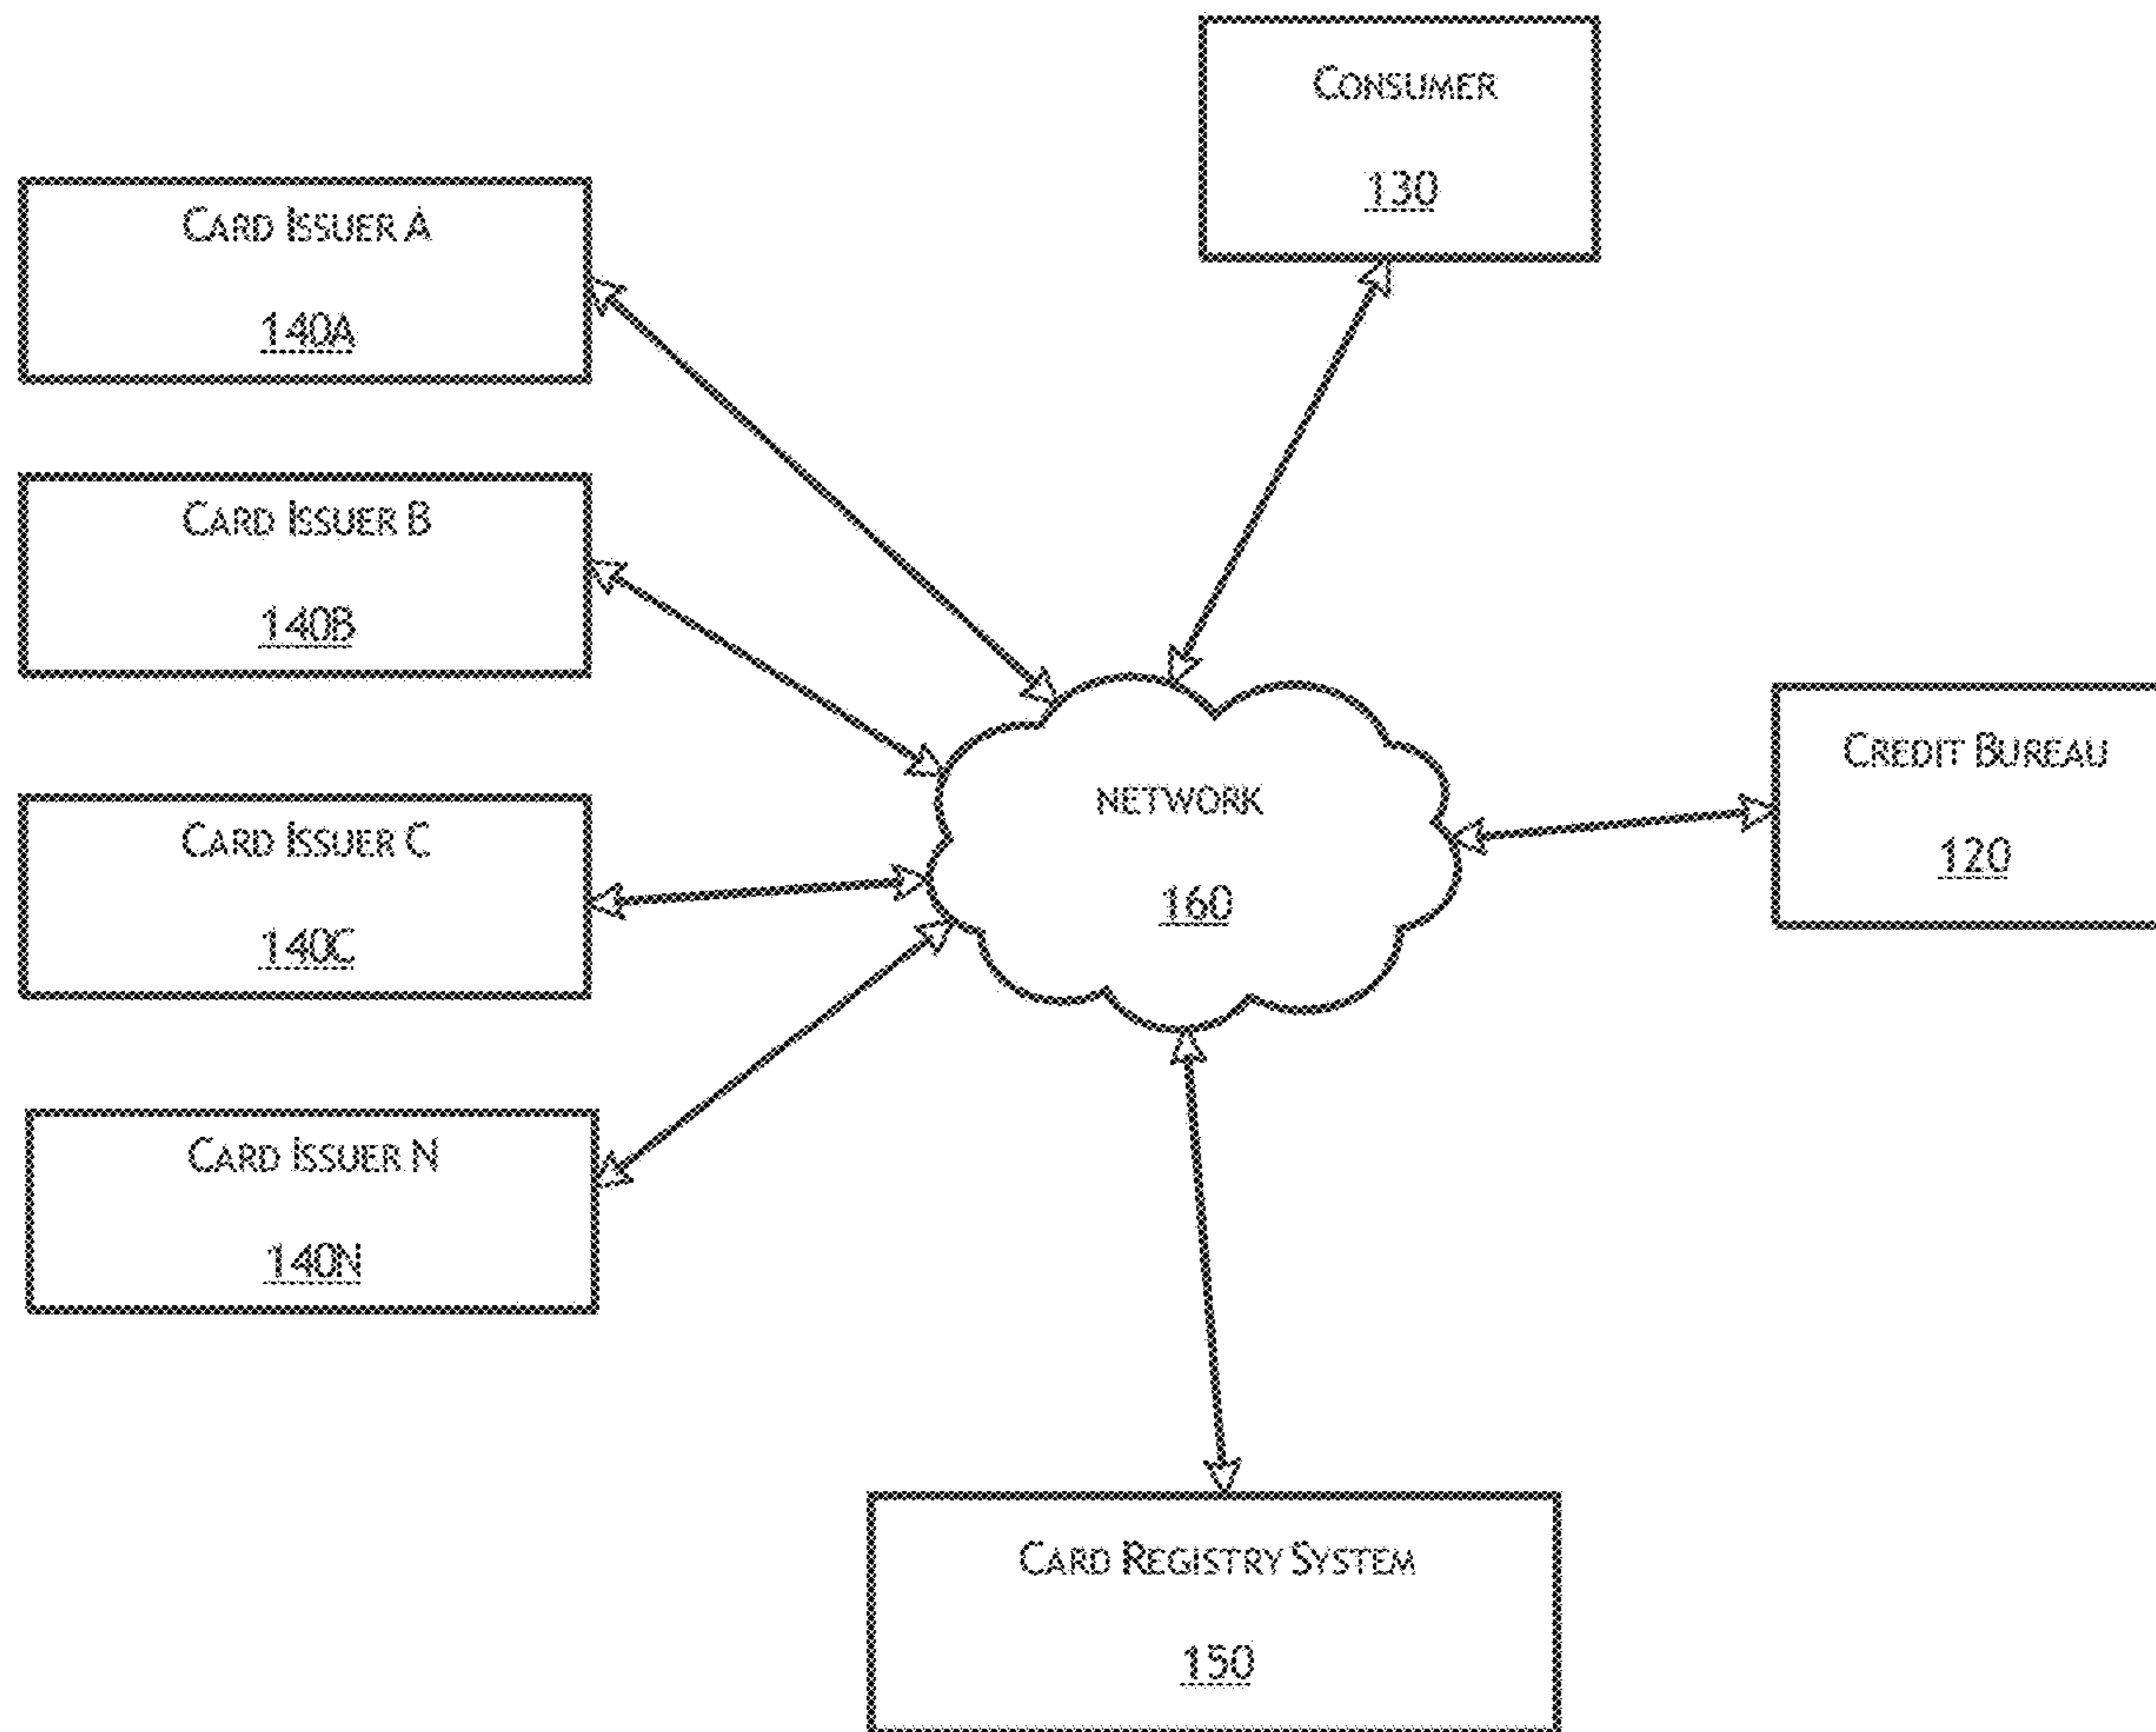 CONSUMER
130
CARD ISSUER A
140A
CARD ISSUER B
140B
CARD ISSUER C
140C
CARD ISSUER N
140N
NETWORK
160
CREDIT BUREAU
120
CARD REGISTRY SYSTEM
150